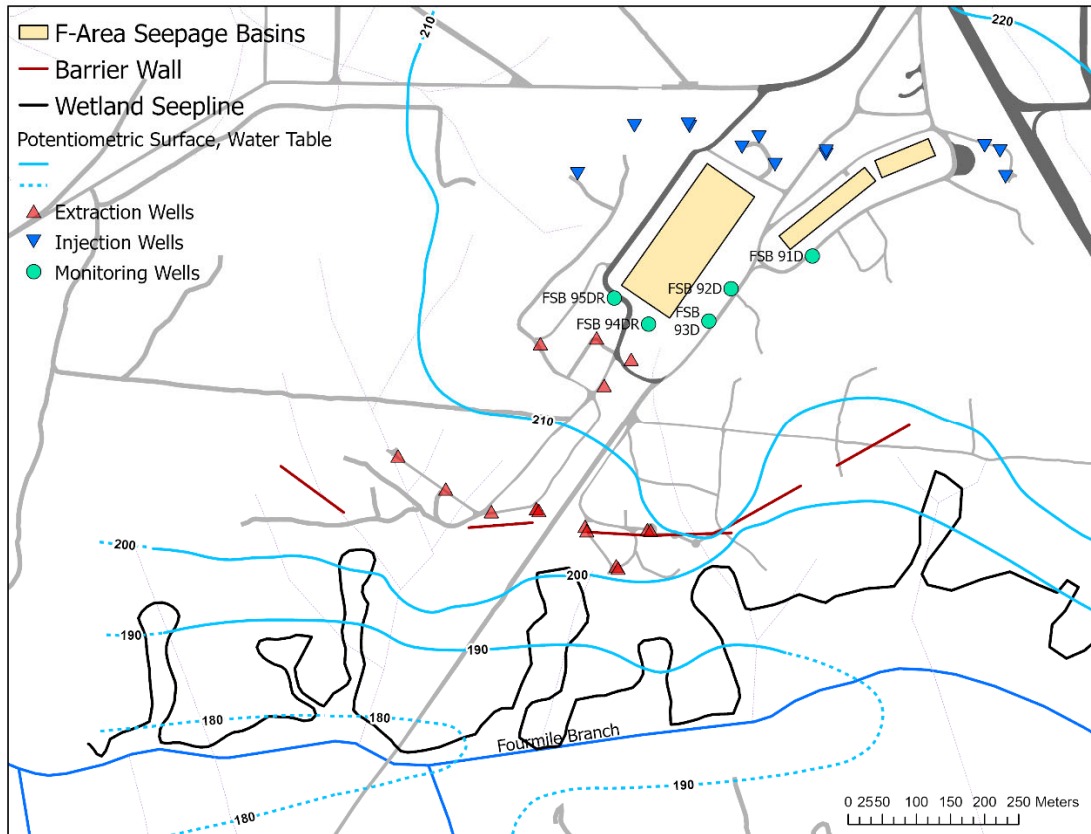 F-Area Seepage Basins
Barrier Wall
Wetland Seepline
Potentiometric Surface, Water Table
Extraction Wells
Injection Wells
Monitoring Wells
210
220
FSB 91D
FSB 92D
FSB 95DR
FSB 94DR
FSB
93D
210
200
200
190
190
180
180
Fourmile Branch
190
180
0 2550 100 150 200 250 Meters